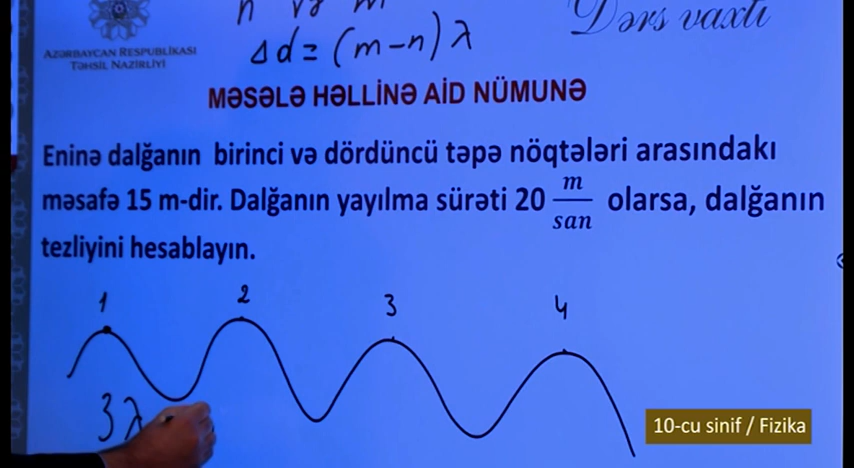 n və m
Δd = (m−n) λ
Dərs vaxtı
AZƏRBAYCAN RESPUBLİKASI
TƏHSİL NAZİRLİYİ
MƏSƏLƏ HƏLLİNƏ AİD NÜMUNƏ
Eninə dalğanın birinci və dördüncü təpə nöqtələri arasındakı
məsafə 15 m-dir. Dalğanın yayılma sürəti 20 m/san olarsa, dalğanın
tezliyini hesablayın.
1 2 3 4
3λ
10-cu sinif / Fizika